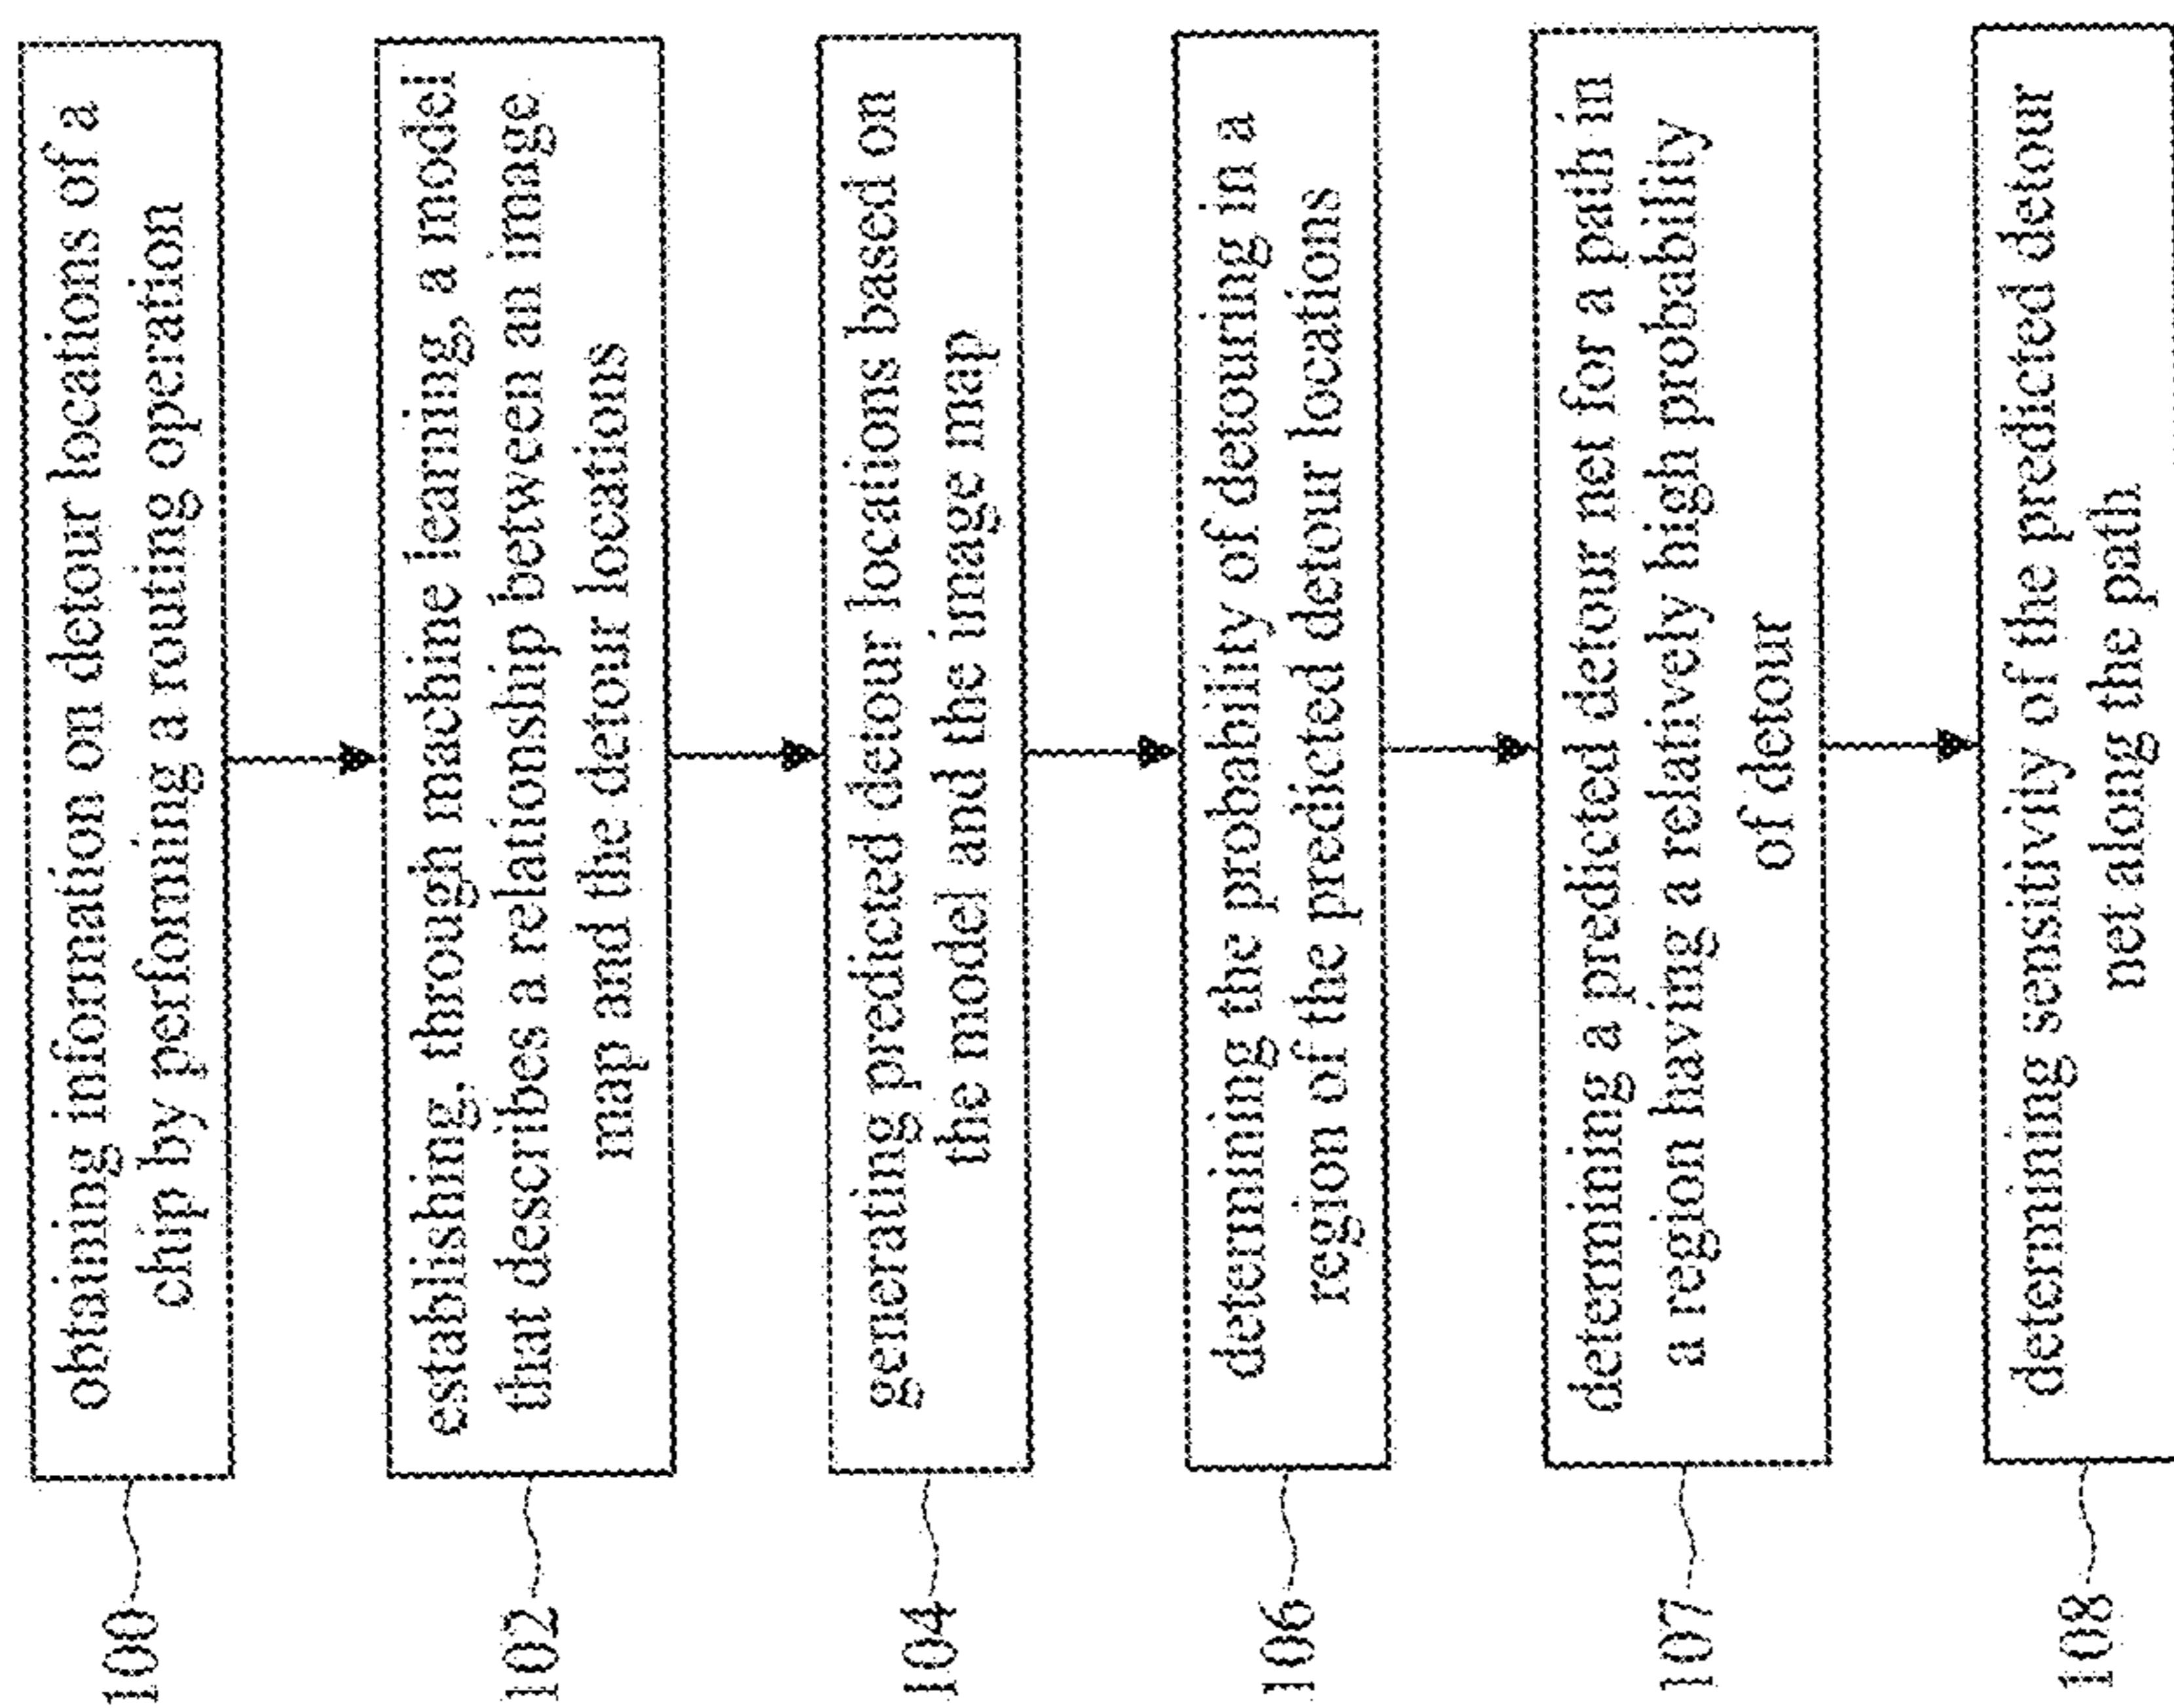 100
obtaining information on detour locations of a
chip by performing a routing operation
102
establishing, through machine learning, a model
that describes a relationship between an image
map and the detour locations
104
generating predicted detour locations based on
the model and the image map
106
determining the probability of detouring in a
region of the predicted detour locations
107
determining a predicted detour net for a path in
a region having a relatively high probability
of detour
108
determining sensitivity of the predicted detour
net along the path